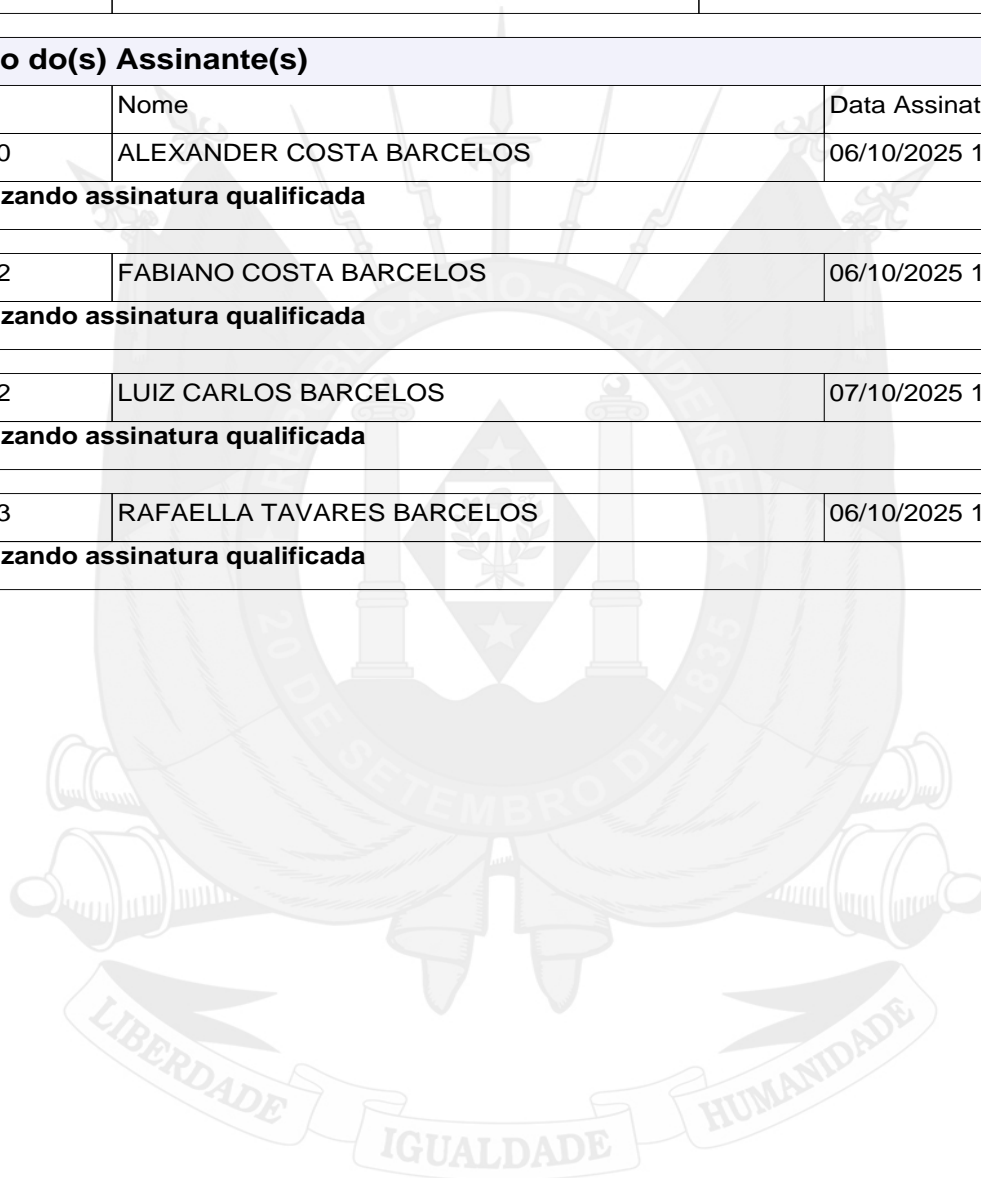 o do(s) Assinante(s)
Nome Data Assinat
0 ALEXANDER COSTA BARCELOS 06/10/2025 1
zando assinatura qualificada
2 FABIANO COSTA BARCELOS 06/10/2025 1
zando assinatura qualificada
2 LUIZ CARLOS BARCELOS 07/10/2025 1
zando assinatura qualificada
3 RAFAELLA TAVARES BARCELOS 06/10/2025 1
zando assinatura qualificada
REPÚBLICA RIO-GRANDENSE
20 DE SETEMBRO DE 1835
LIBERDADE IGUALDADE HUMANIDADE